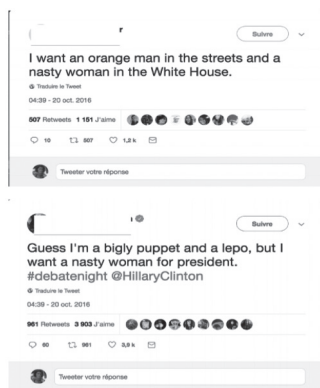 r
Suivre
I want an orange man in the streets and a
nasty woman in the White House.
Traduire le Tweet
04:39 - 20 oct. 2016
507 Retweets 1 151 J'aime
10 507 1,2 k
Tweeter votre réponse
Suivre
Guess I'm a bigly puppet and a lepo, but I
want a nasty woman for president.
#debatenight @HillaryClinton
Traduire le Tweet
04:39 - 20 oct. 2016
961 Retweets 3 903 J'aime
60 961 3,9 k
Tweeter votre réponse